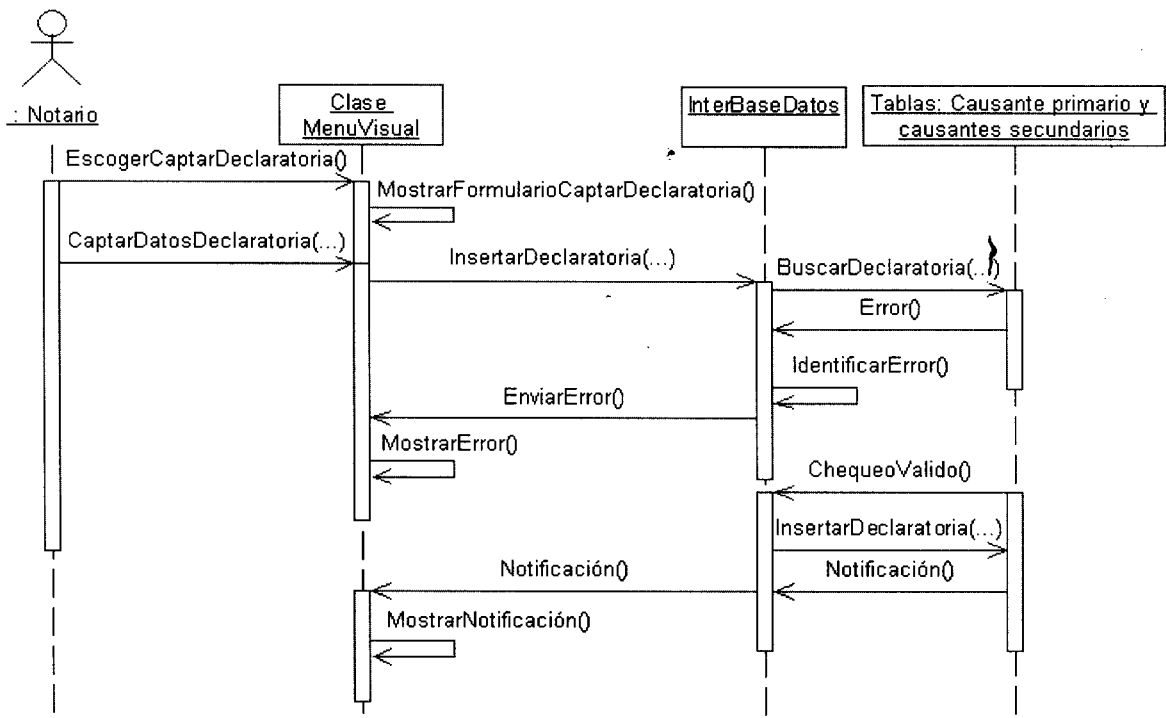 : Notario
Clase
MenuVisual
InterBaseDatos
Tablas: Causante primario y
causantes secundarios
EscogerCaptarDeclaratoria()
MostrarFormularioCaptarDeclaratoria()
CaptarDatosDeclaratoria(...)
InsertarDeclaratoria(...)
BuscarDeclaratoria(...)
Error()
IdentificarError()
EnviarError()
MostrarError()
ChequeoValido()
InsertarDeclaratoria(...)
Notificación()
Notificación()
MostrarNotificación()